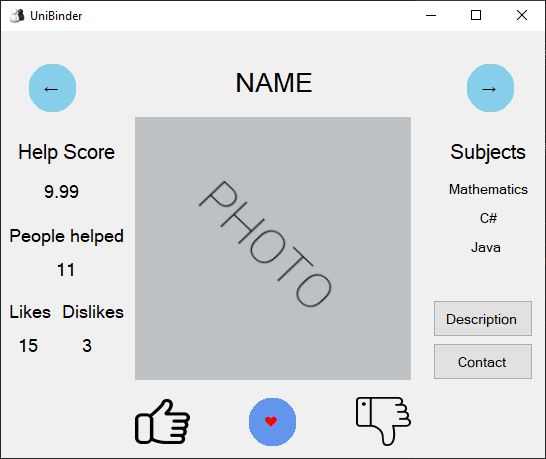 UniBinder
←
NAME
→
Help Score
9.99
People helped
11
Likes Dislikes
15 3
PHOTO
Subjects
Mathematics
C#
Java
Description
Contact